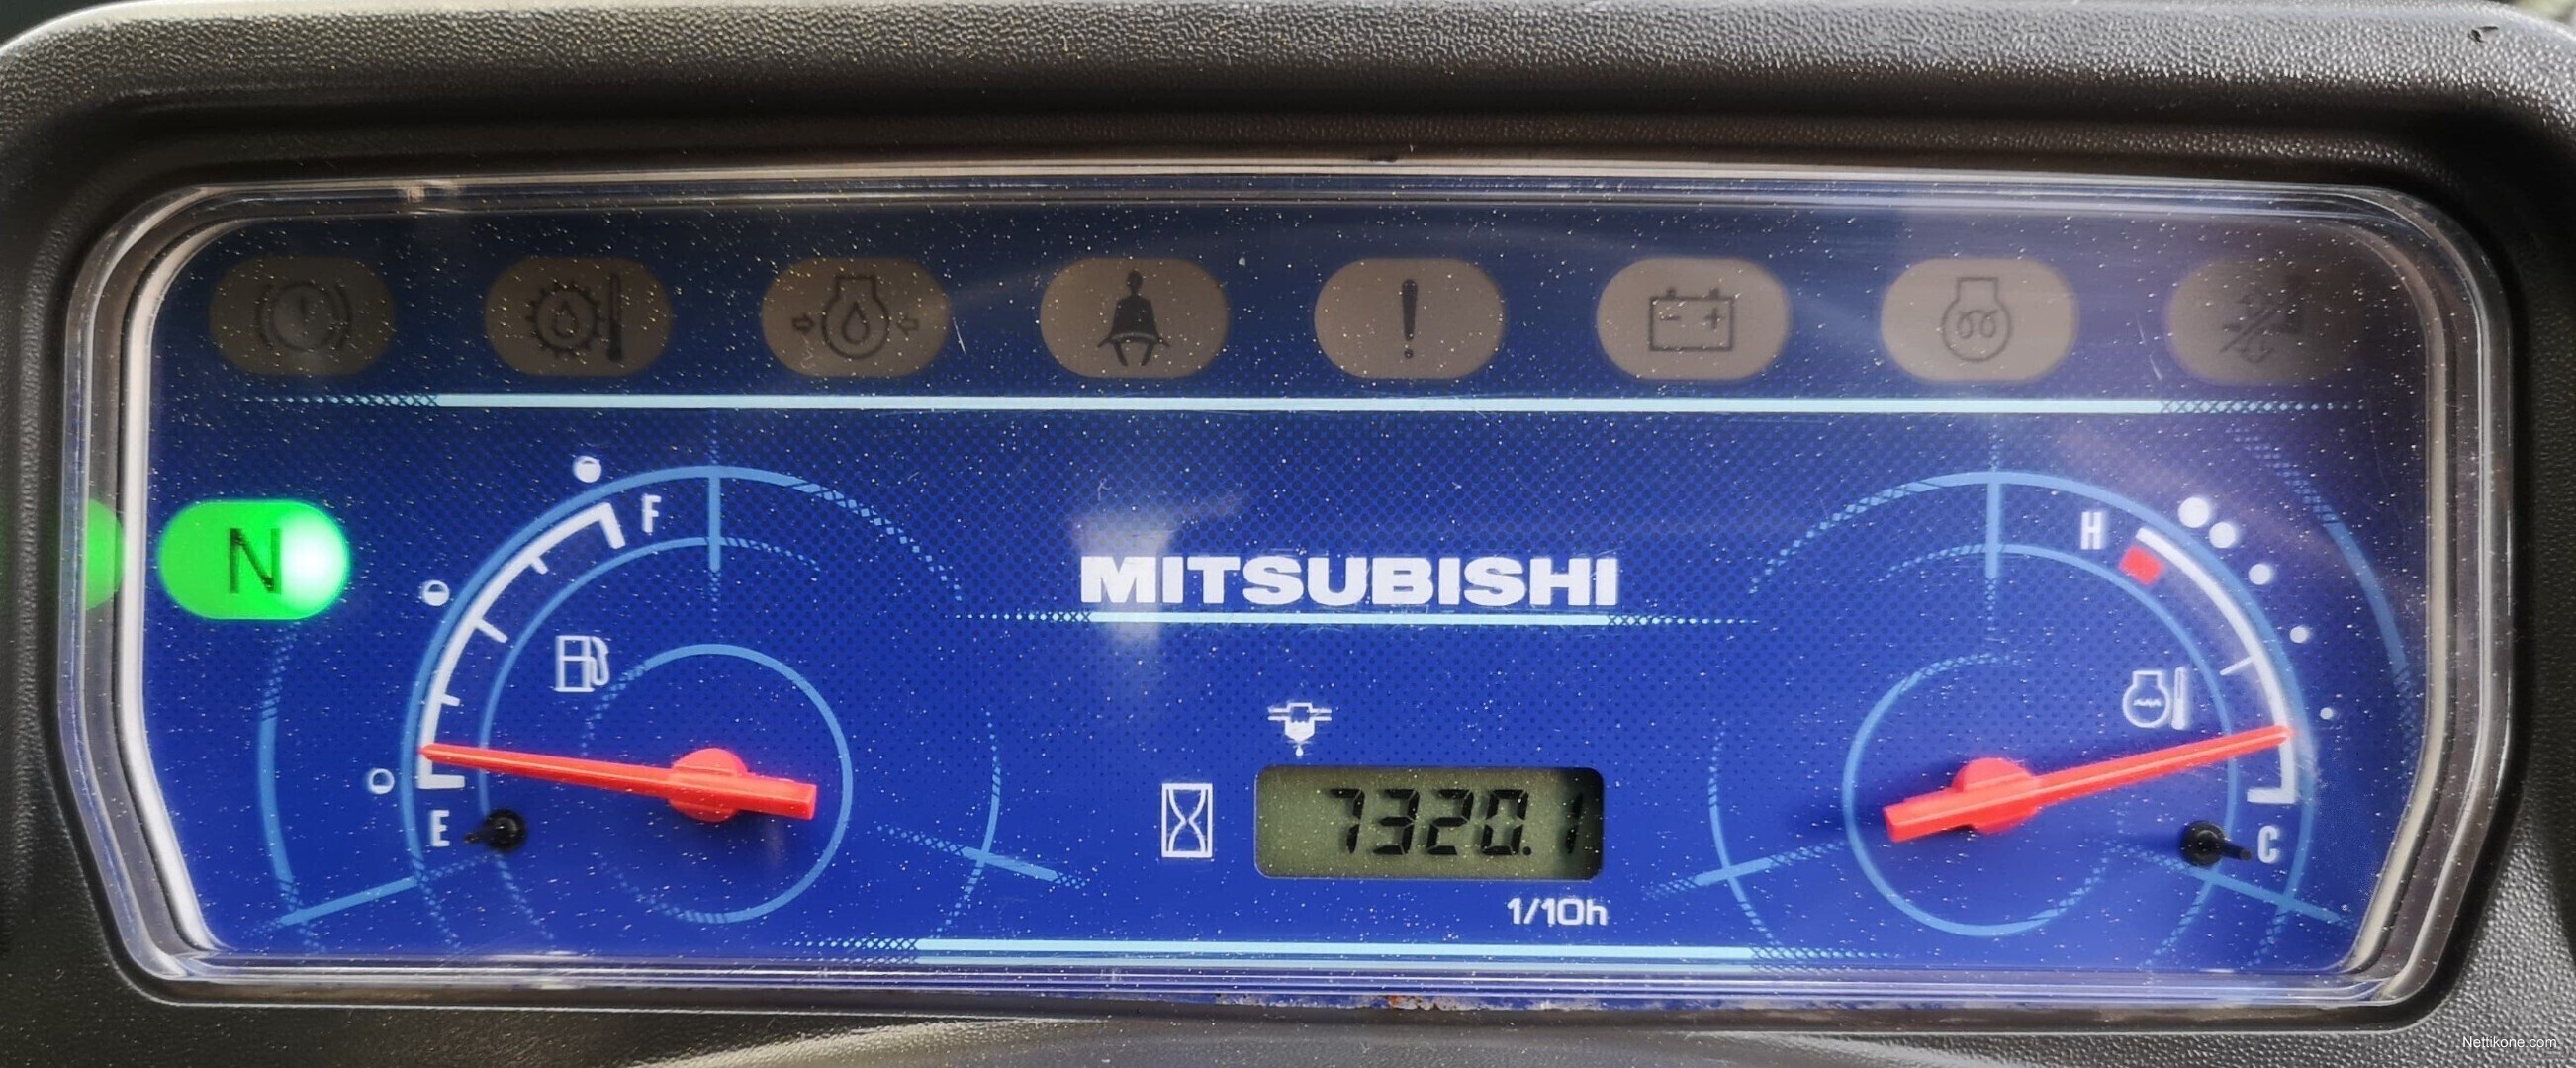 N
F
E
MITSUBISHI
H
C
7320.1
1/10h
Nettikone.com